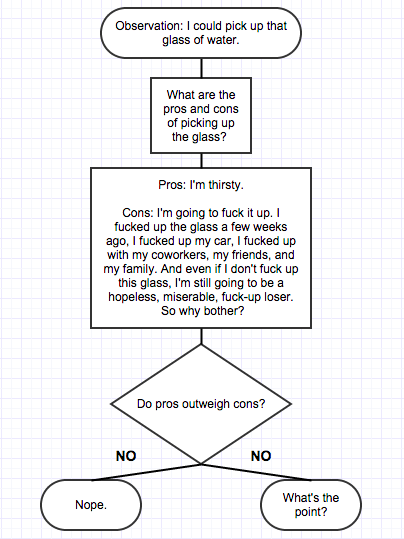 Observation: I could pick up that
glass of water.
What are the
pros and cons
of picking up
the glass?
Pros: I'm thirsty.
Cons: I'm going to fuck it up. I
fucked up the glass a few weeks
ago, I fucked up my car, I fucked up
with my coworkers, my friends, and
my family. And even if I don't fuck up
this glass, I'm still going to be a
hopeless, miserable, fuck-up loser.
So why bother?
Do pros outweigh cons?
NO
NO
Nope.
What's the
point?